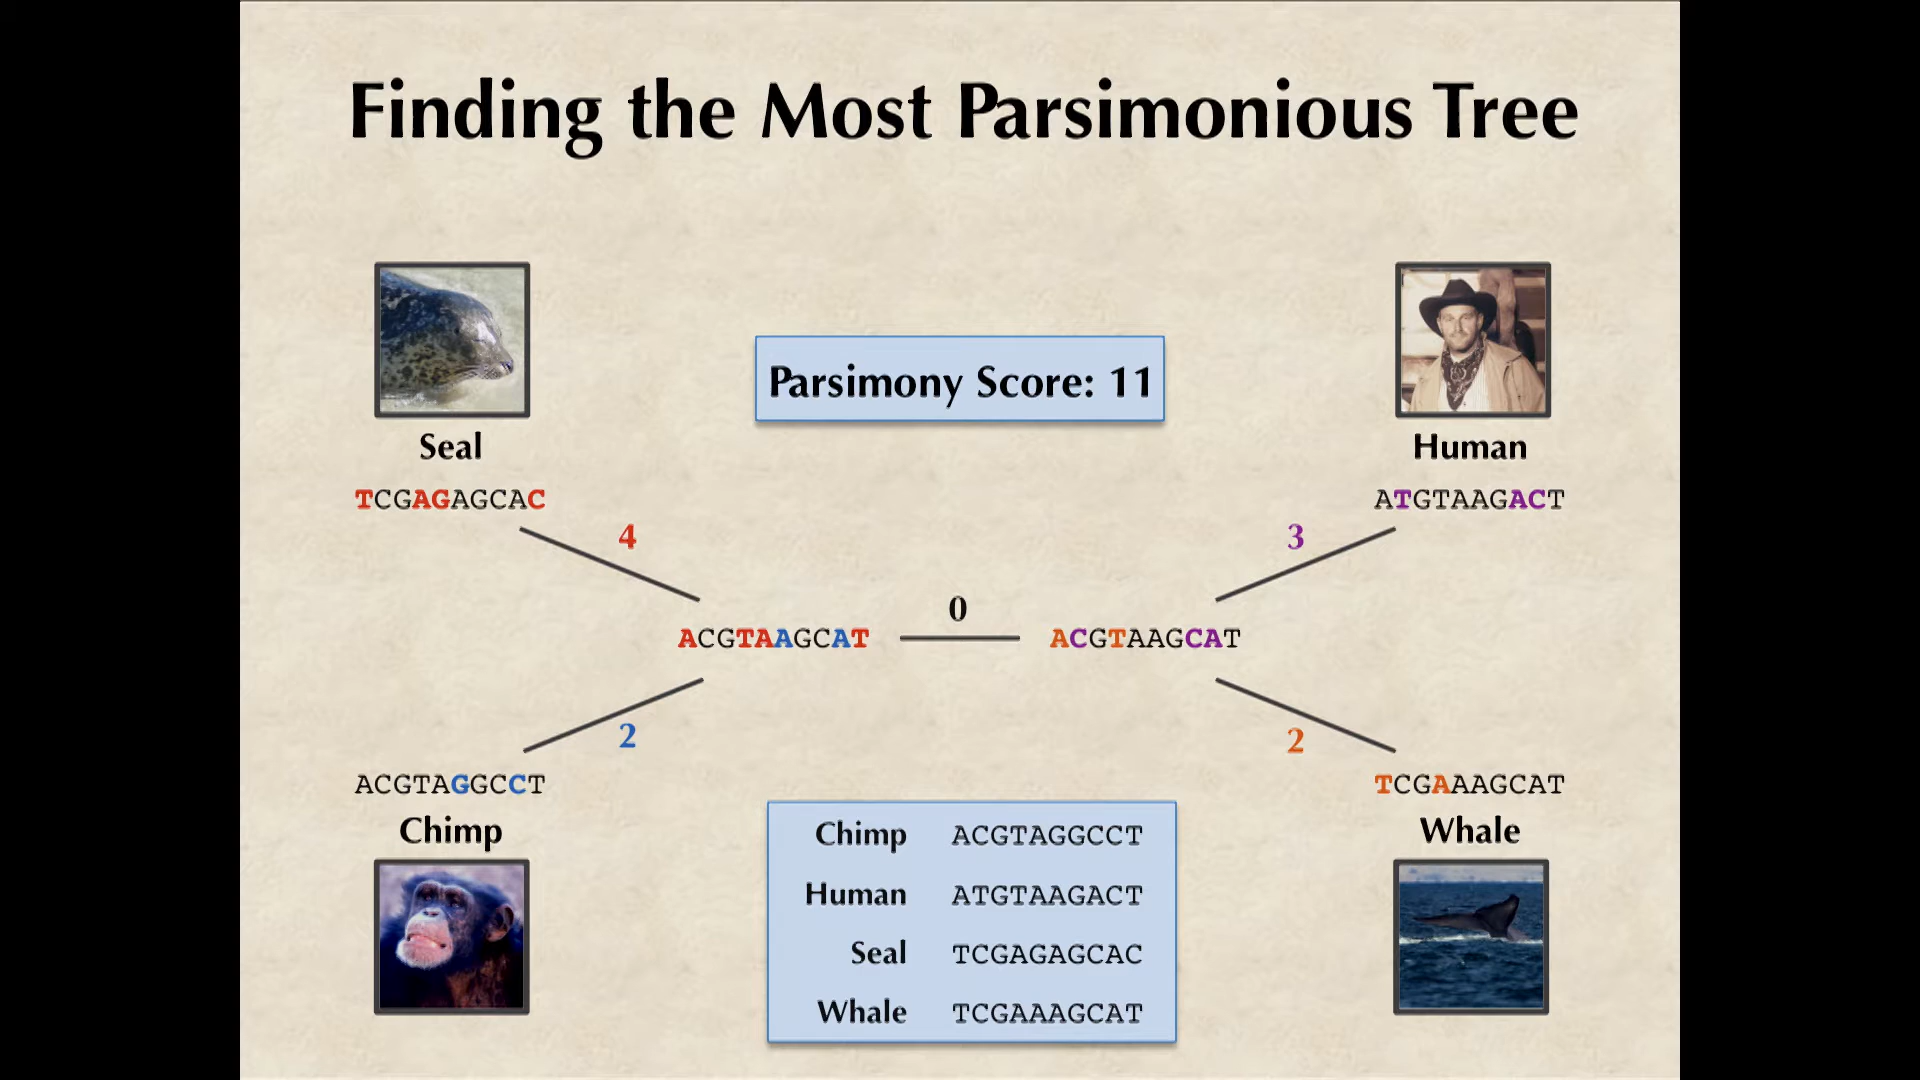 Finding the Most Parsimonious Tree
Parsimony Score: 11
Seal
Human
TCGAGAGCAC
ATGTAAGACT
4
3
0
ACGTAAGCAT
ACGTAAGCAT
2
2
ACGTAGGCCT
TCGAAAGCAT
Chimp
Whale
Chimp ACGTAGGCCT
Human ATGTAAGACT
Seal TCGAGAGCAC
Whale TCGAAAGCAT